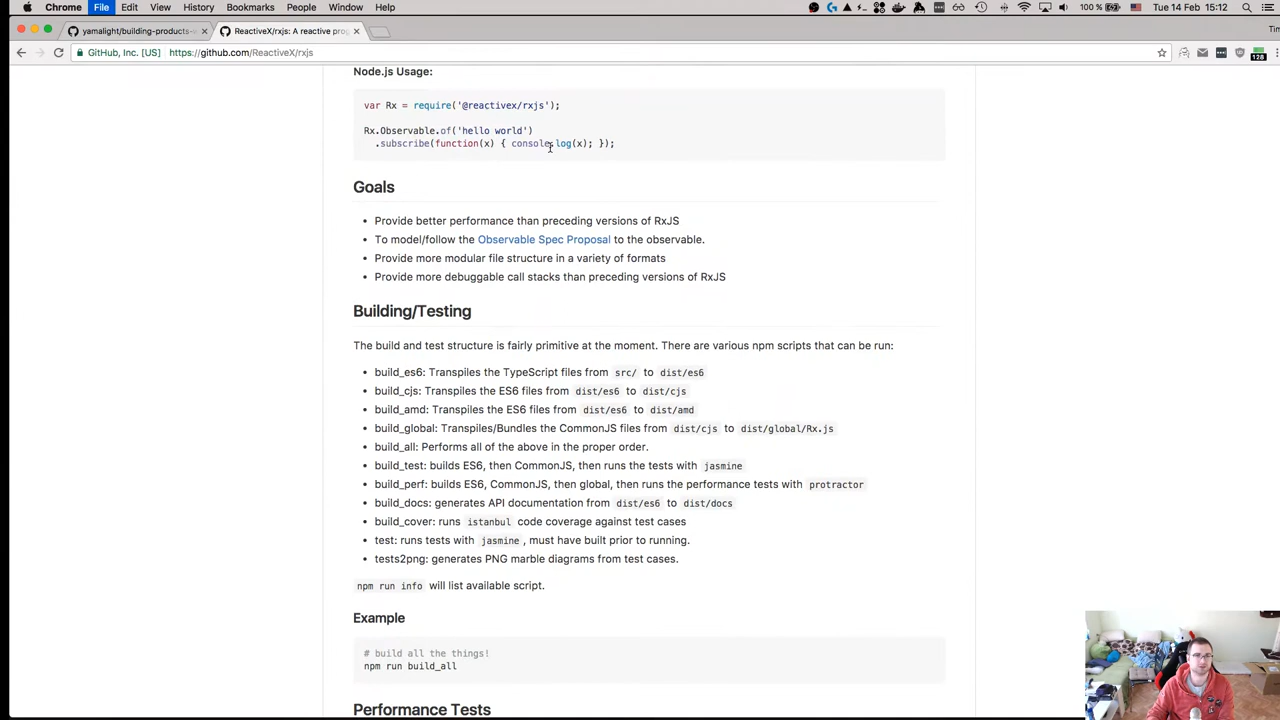 Chrome File Edit View History Bookmarks People Window Help 100 % Tue 14 Feb 15:12
yamalight/building-products-
ReactiveX/rxjs: A reactive pro
GitHub, Inc. [US] https://github.com/ReactiveX/rxjs
128
Node.js Usage:
var Rx = require('@reactivex/rxjs');
Rx.Observable.of('hello world')
.subscribe(function(x) { console.log(x); });
Goals
• Provide better performance than preceding versions of RxJS
• To model/follow the Observable Spec Proposal to the observable.
• Provide more modular file structure in a variety of formats
• Provide more debuggable call stacks than preceding versions of RxJS
Building/Testing
The build and test structure is fairly primitive at the moment. There are various npm scripts that can be run:
• build_es6: Transpiles the TypeScript files from src/ to dist/es6
• build_cjs: Transpiles the ES6 files from dist/es6 to dist/cjs
• build_amd: Transpiles the ES6 files from dist/es6 to dist/amd
• build_global: Transpiles/Bundles the CommonJS files from dist/cjs to dist/global/Rx.js
• build_all: Performs all of the above in the proper order.
• build_test: builds ES6, then CommonJS, then runs the tests with jasmine
• build_perf: builds ES6, CommonJS, then global, then runs the performance tests with protractor
• build_docs: generates API documentation from dist/es6 to dist/docs
• build_cover: runs istanbul code coverage against test cases
• test: runs tests with jasmine , must have built prior to running.
• tests2png: generates PNG marble diagrams from test cases.
npm run info will list available script.
Example
# build all the things!
npm run build_all
Performance Tests